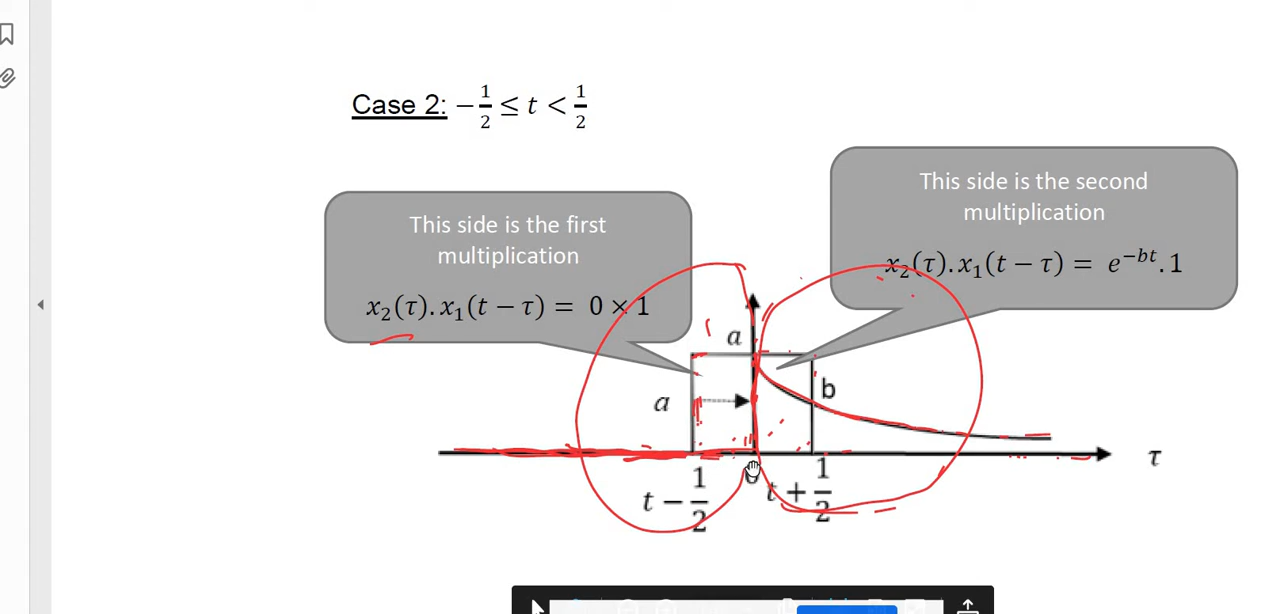 Case 2: −1/2 ≤ t < 1/2
This side is the first
multiplication
x₂(τ).x₁(t − τ) = 0 × 1
This side is the second
multiplication
x₂(τ).x₁(t − τ) = e^{−bt}.1
a
a
b
t − 1/2
0
t + 1/2
τ